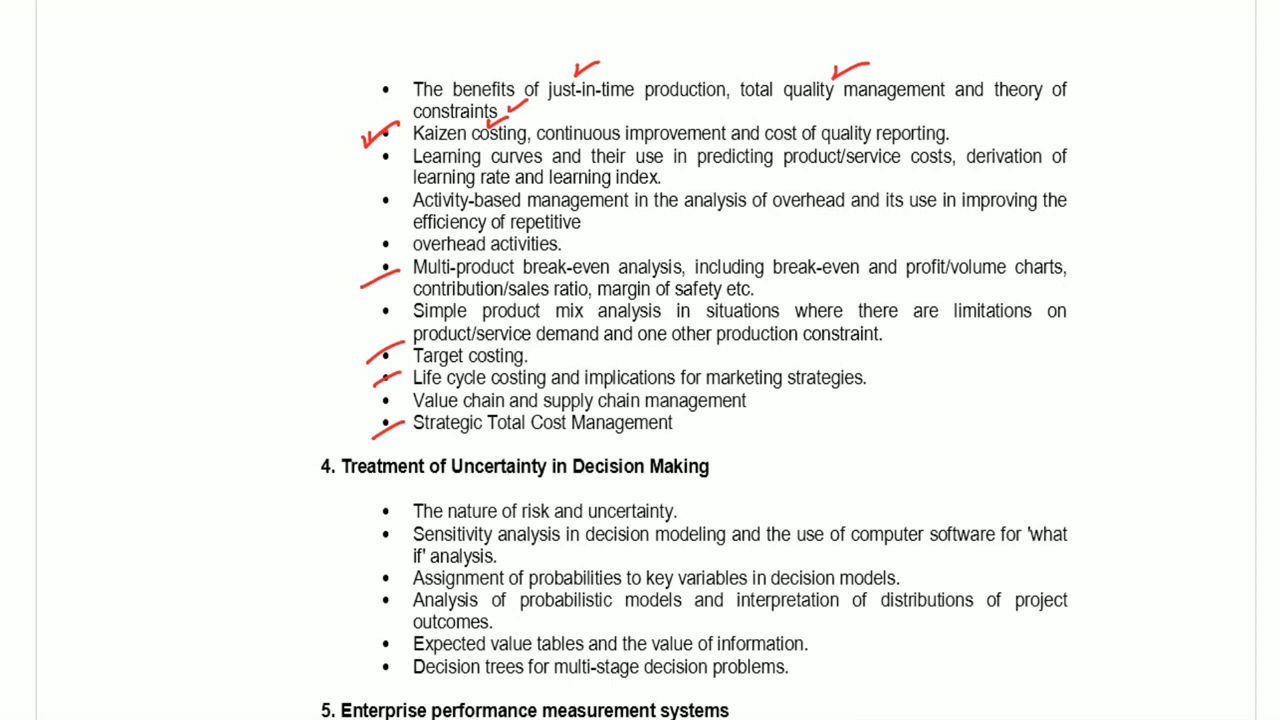 • The benefits of just-in-time production, total quality management and theory of
constraints
• Kaizen costing, continuous improvement and cost of quality reporting.
• Learning curves and their use in predicting product/service costs, derivation of
learning rate and learning index.
• Activity-based management in the analysis of overhead and its use in improving the
efficiency of repetitive
• overhead activities.
• Multi-product break-even analysis, including break-even and profit/volume charts,
contribution/sales ratio, margin of safety etc.
• Simple product mix analysis in situations where there are limitations on
product/service demand and one other production constraint.
• Target costing.
• Life cycle costing and implications for marketing strategies.
• Value chain and supply chain management
• Strategic Total Cost Management
4. Treatment of Uncertainty in Decision Making
• The nature of risk and uncertainty.
• Sensitivity analysis in decision modeling and the use of computer software for 'what
if' analysis.
• Assignment of probabilities to key variables in decision models.
• Analysis of probabilistic models and interpretation of distributions of project
outcomes.
• Expected value tables and the value of information.
• Decision trees for multi-stage decision problems.
5. Enterprise performance measurement systems